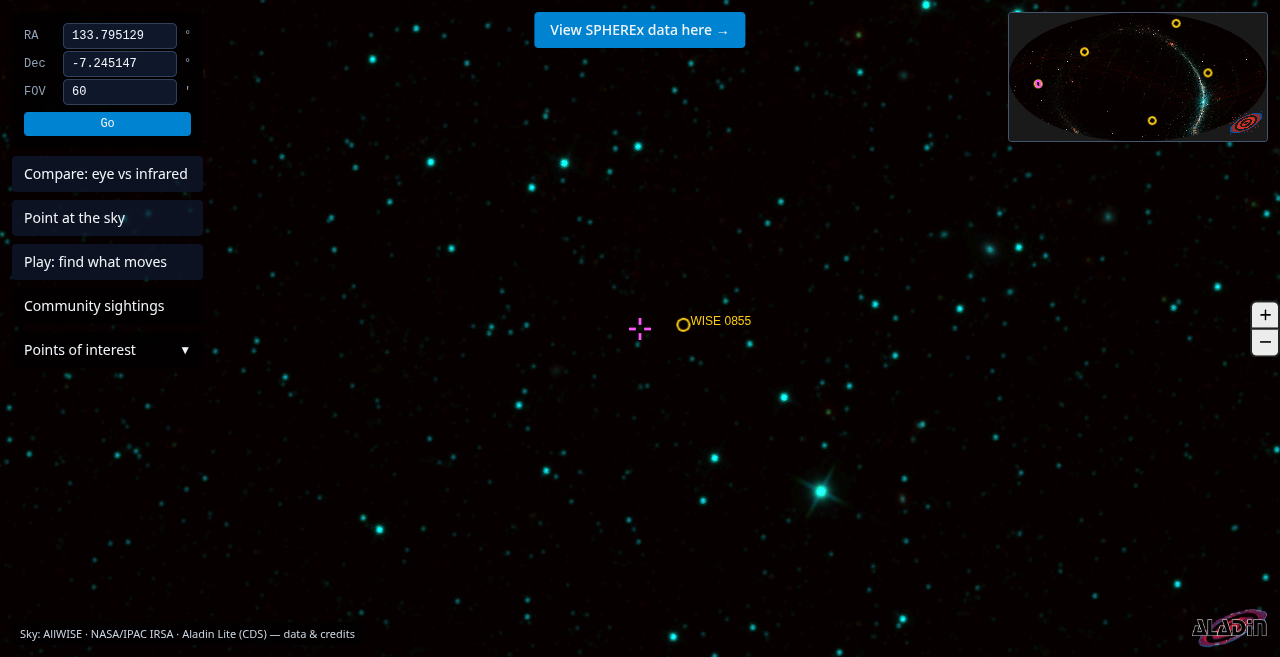 RA 133.795129 °
Dec -7.245147 °
FOV 60 '
Go
Compare: eye vs infrared
Point at the sky
Play: find what moves
Community sightings
Points of interest ▼
View SPHEREx data here →
WISE 0855
+
−
Sky: AllWISE · NASA/IPAC IRSA · Aladin Lite (CDS) — data & credits
ALADIN